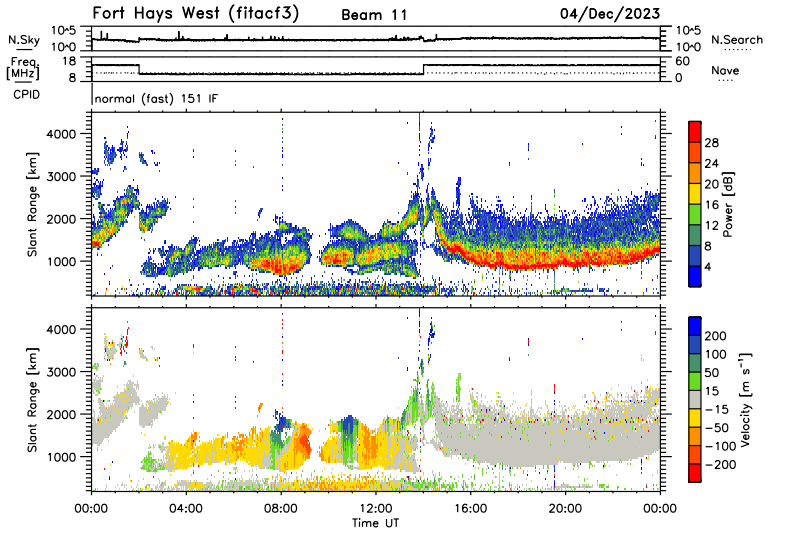 Fort Hays West (fitacf3) Beam 11 04/Dec/2023
N.Sky 10^5 10^0 10^5 10^0 N.Search
Freq. [MHz] 18 8 60 0 Nave
CPID normal (fast) 151 IF
Slant Range [km] 4000 3000 2000 1000
28 24 20 16 12 8 4 Power [dB]
Slant Range [km] 4000 3000 2000 1000
200 100 50 15 −15 −50 −100 −200 Velocity [m s⁻¹]
00:00 04:00 08:00 12:00 16:00 20:00 00:00
Time UT